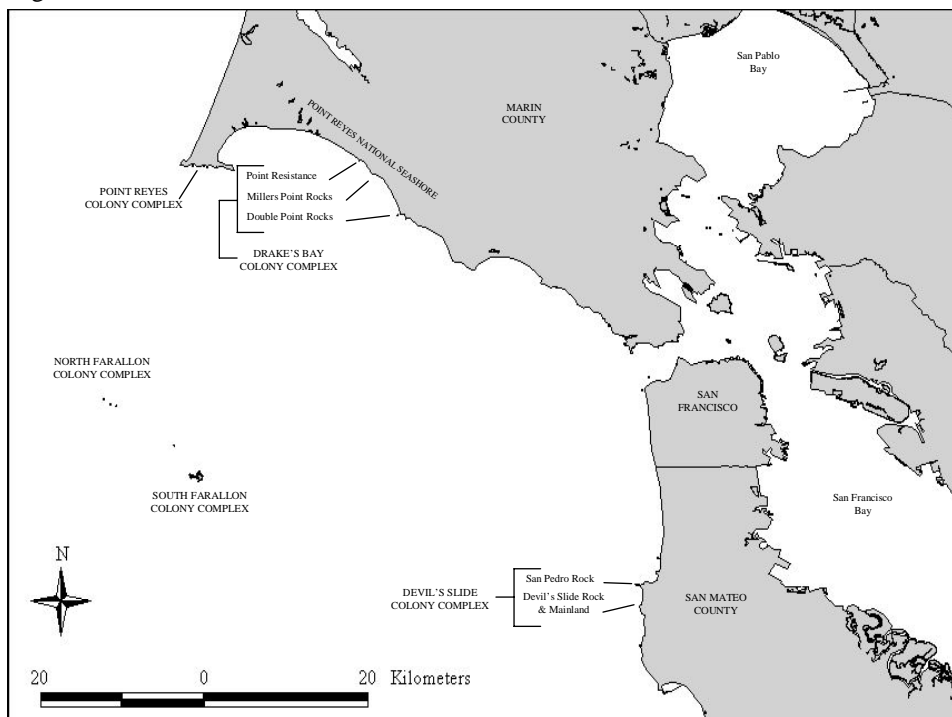 San Pablo
Bay
MARIN
COUNTY
POINT REYES NATIONAL SEASHORE
Point Resistance
POINT REYES
COLONY COMPLEX
Millers Point Rocks
Double Point Rocks
DRAKE'S BAY
COLONY COMPLEX
NORTH FARALLON
COLONY COMPLEX
SAN
FRANCISCO
SOUTH FARALLON
COLONY COMPLEX
San Francisco
Bay
N
DEVIL'S SLIDE
COLONY COMPLEX
San Pedro Rock
Devil's Slide Rock
& Mainland
SAN MATEO
COUNTY
20 0 20 Kilometers